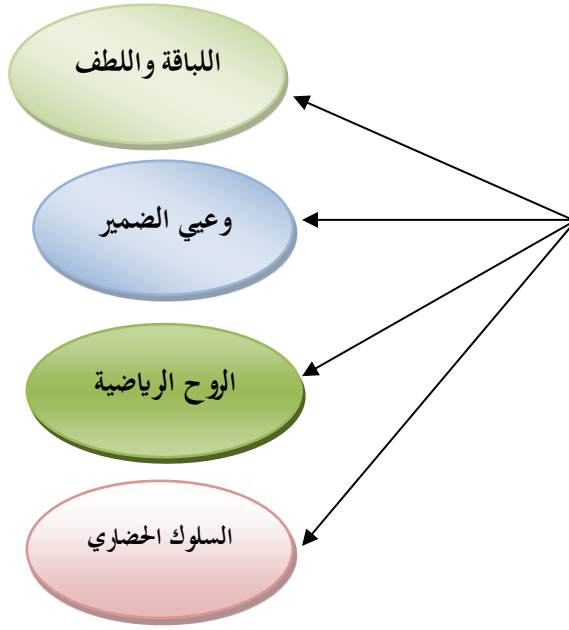 اللباقة واللطف
وعيي الضمير
الروح الرياضية
السلوك الحضاري